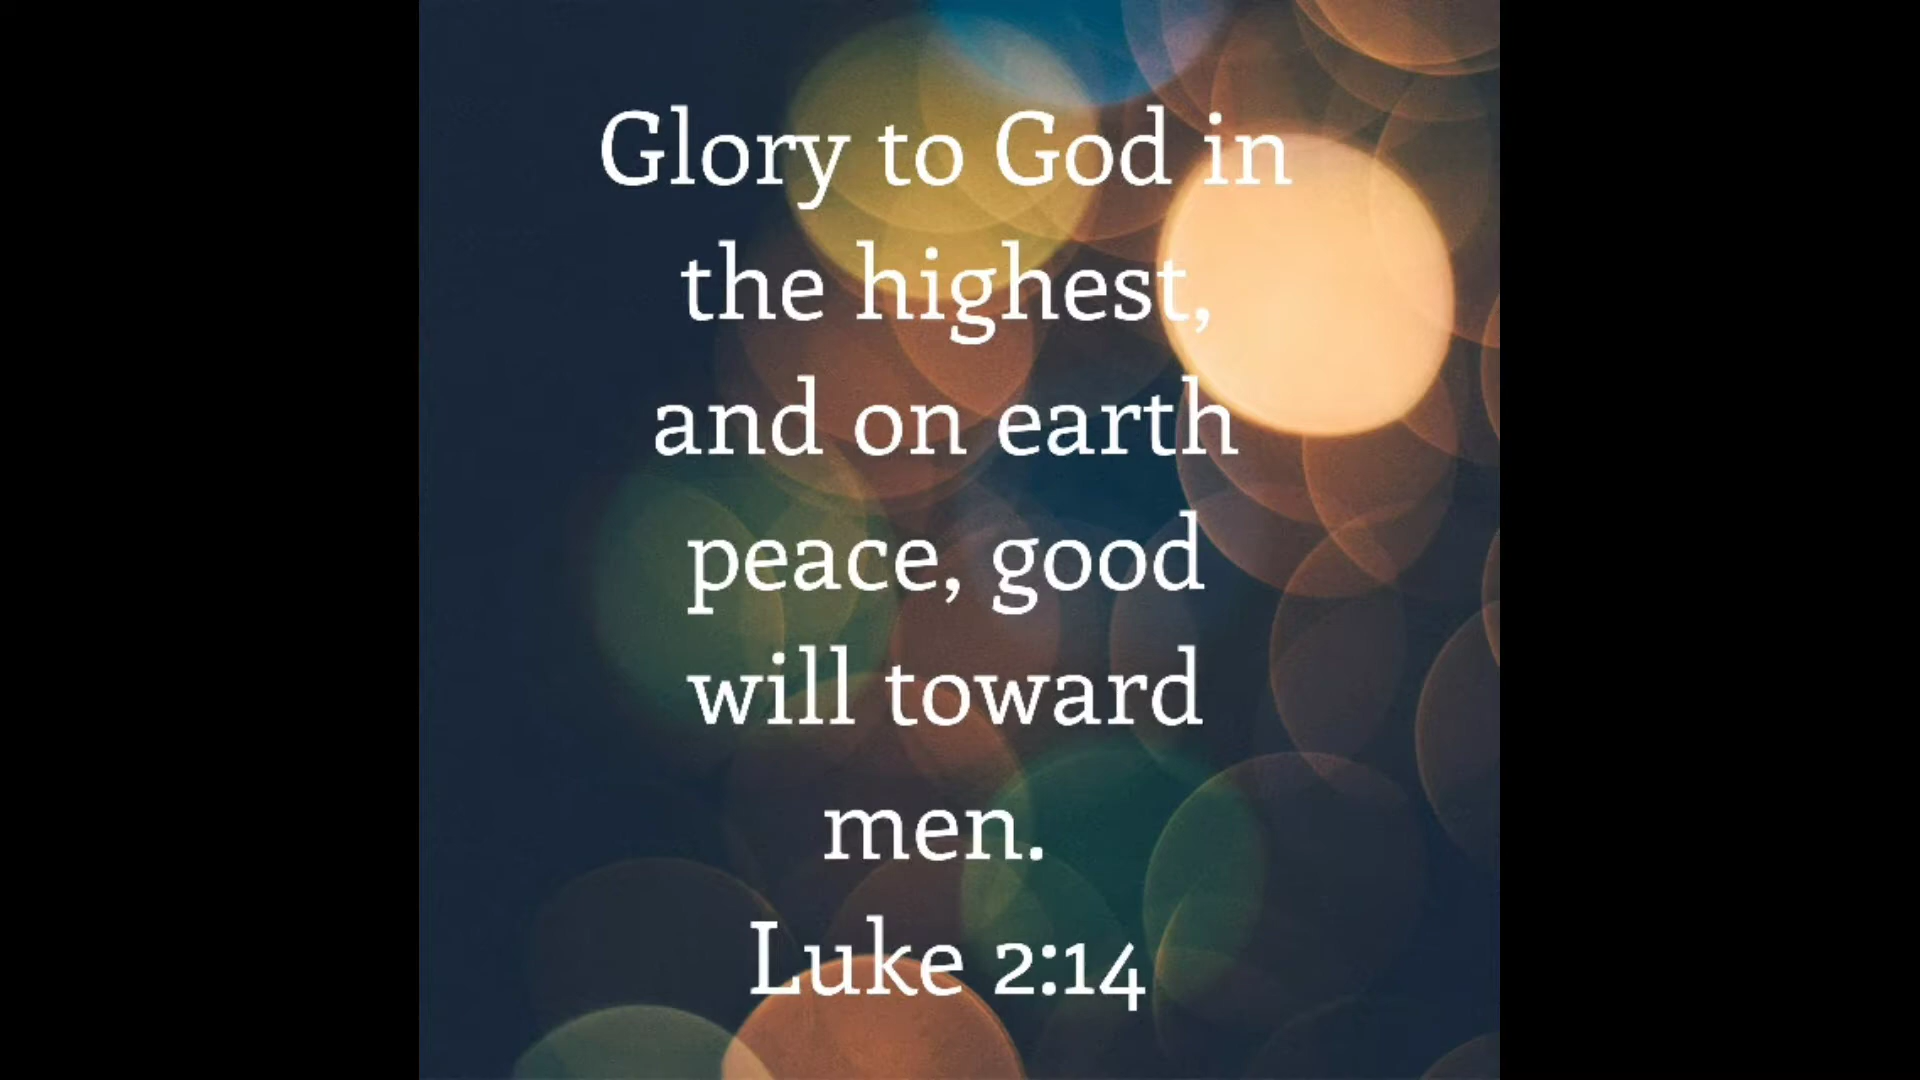 Glory to God in
the highest,
and on earth
peace, good
will toward
men.
Luke 2:14